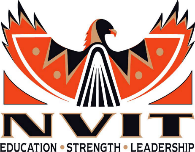 NVIT
EDUCATION • STRENGTH • LEADERSHIP